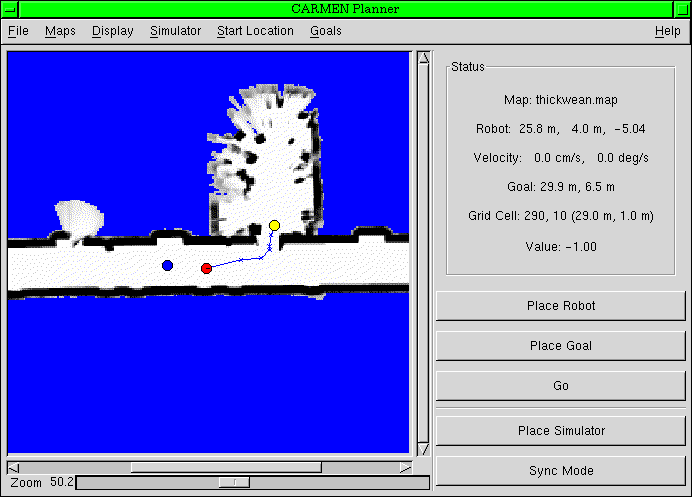 CARMEN Planner
File Maps Display Simulator Start Location Goals Help
Status
Map: thickwean.map
Robot: 25.8 m, 4.0 m, -5.04
Velocity: 0.0 cm/s, 0.0 deg/s
Goal: 29.9 m, 6.5 m
Grid Cell: 290, 10 (29.0 m, 1.0 m)
Value: -1.00
Place Robot
Place Goal
Go
Place Simulator
Sync Mode
Zoom 50.2